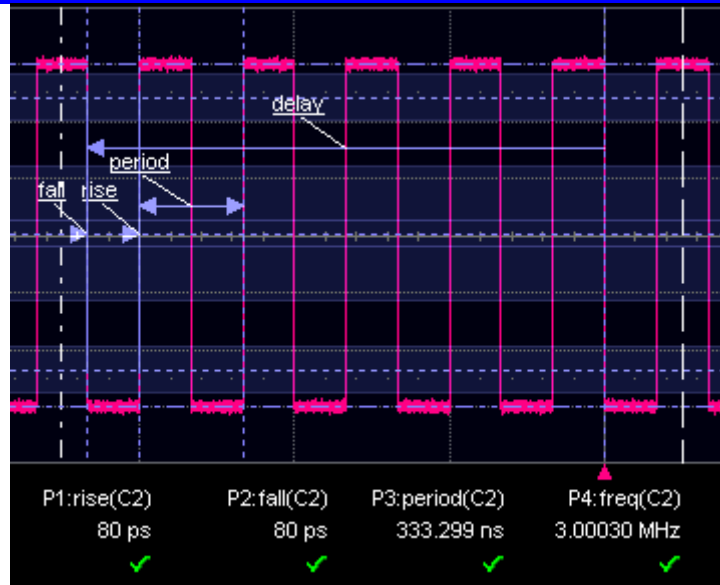 delay
period
fall rise
P1:rise(C2) P2:fall(C2) P3:period(C2) P4:freq(C2)
80 ps 80 ps 333.299 ns 3.00030 MHz